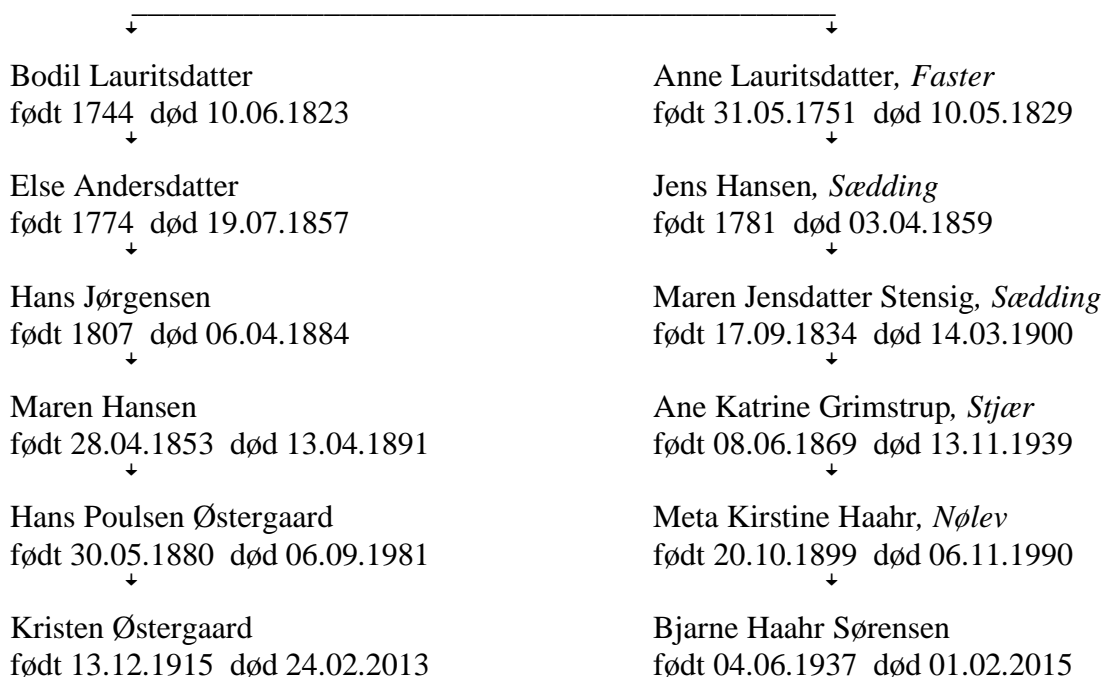 Bodil Lauritsdatter
født 1744 død 10.06.1823
Else Andersdatter
født 1774 død 19.07.1857
Hans Jørgensen
født 1807 død 06.04.1884
Maren Hansen
født 28.04.1853 død 13.04.1891
Hans Poulsen Østergaard
født 30.05.1880 død 06.09.1981
Kristen Østergaard
født 13.12.1915 død 24.02.2013
Anne Lauritsdatter, Faster
født 31.05.1751 død 10.05.1829
Jens Hansen, Sædding
født 1781 død 03.04.1859
Maren Jensdatter Stensig, Sædding
født 17.09.1834 død 14.03.1900
Ane Katrine Grimstrup, Stjær
født 08.06.1869 død 13.11.1939
Meta Kirstine Haahr, Nølev
født 20.10.1899 død 06.11.1990
Bjarne Haahr Sørensen
født 04.06.1937 død 01.02.2015